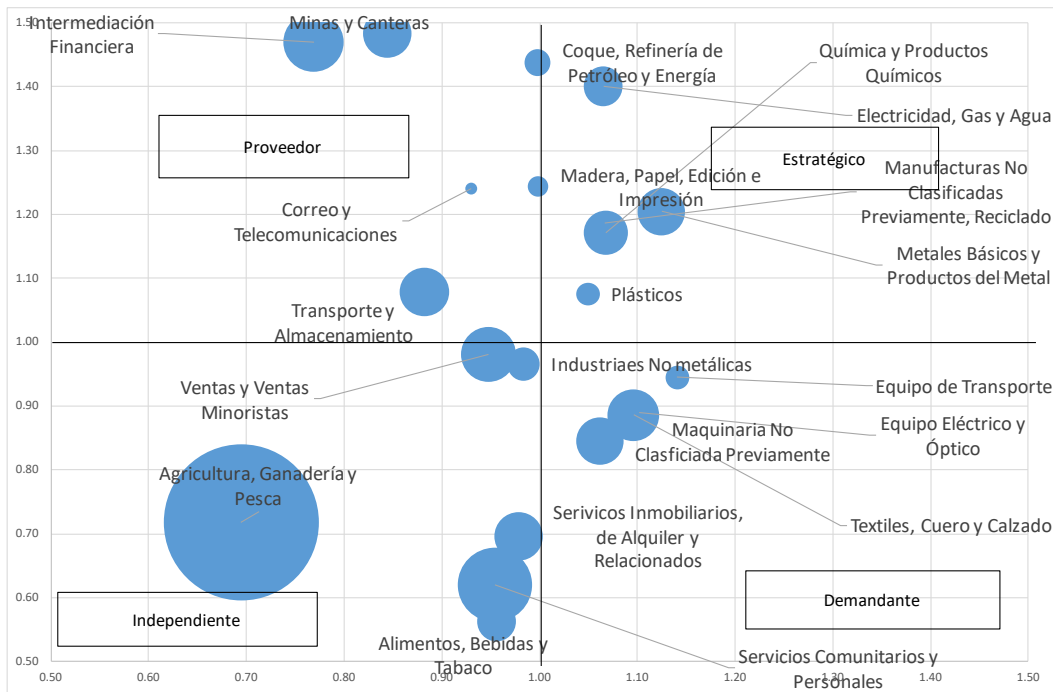 1.50
1.40
1.30
1.20
1.10
1.00
0.90
0.80
0.70
0.60
0.50
Intermediación
Financiera
Minas y Canteras
Coque, Refinería de
Petróleo y Energía
Química y Productos
Químicos
Electricidad, Gas y Agua
Proveedor
Estratégico
Madera, Papel, Edición e
Impresión
Manufacturas No
Clasificadas
Previamente, Reciclado
Correo y
Telecomunicaciones
Metales Básicos y
Productos del Metal
Plásticos
Transporte y
Almacenamiento
Industriaes No metálicas
Ventas y Ventas
Minoristas
Equipo de Transporte
Maquinaria No
Clasficiada Previamente
Equipo Eléctrico y
Óptico
Agricultura, Ganadería y
Pesca
Serivicos Inmobiliarios,
de Alquiler y
Relacionados
Textiles, Cuero y Calzado
Independiente
Demandante
Alimentos, Bebidas y
Tabaco
Servicios Comunitarios y
Personales
0.50 0.60 0.70 0.80 0.90 1.00 1.10 1.20 1.30 1.40 1.50